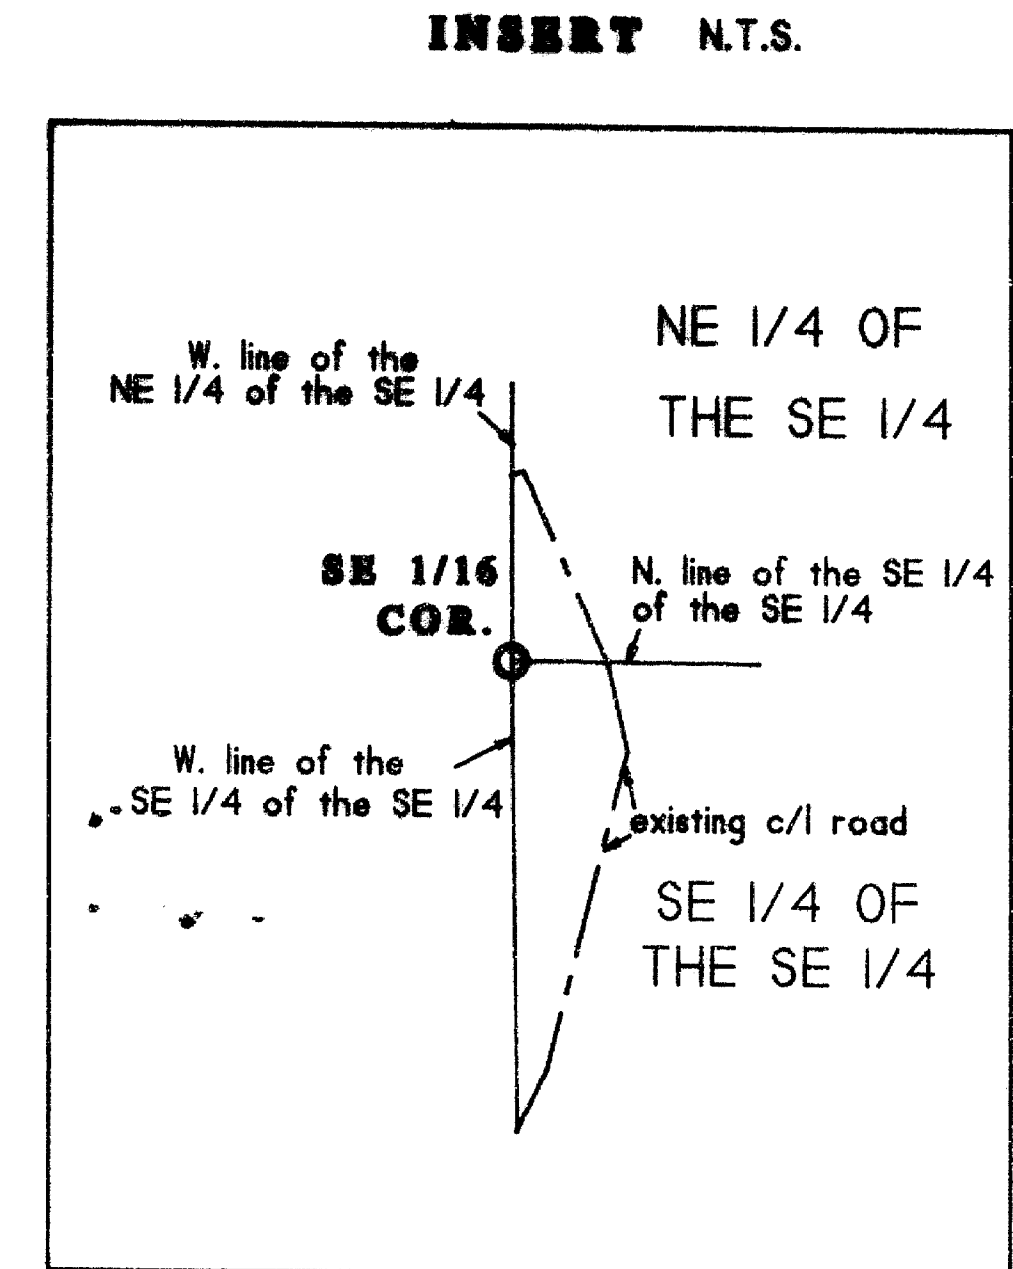 INSERT N.T.S.
NE 1/4 OF
THE SE 1/4
W. line of the
NE 1/4 of the SE 1/4
SE 1/16
COR.
N. line of the SE 1/4
of the SE 1/4
W. line of the
SE 1/4 of the SE 1/4
existing c/l road
SE 1/4 OF
THE SE 1/4